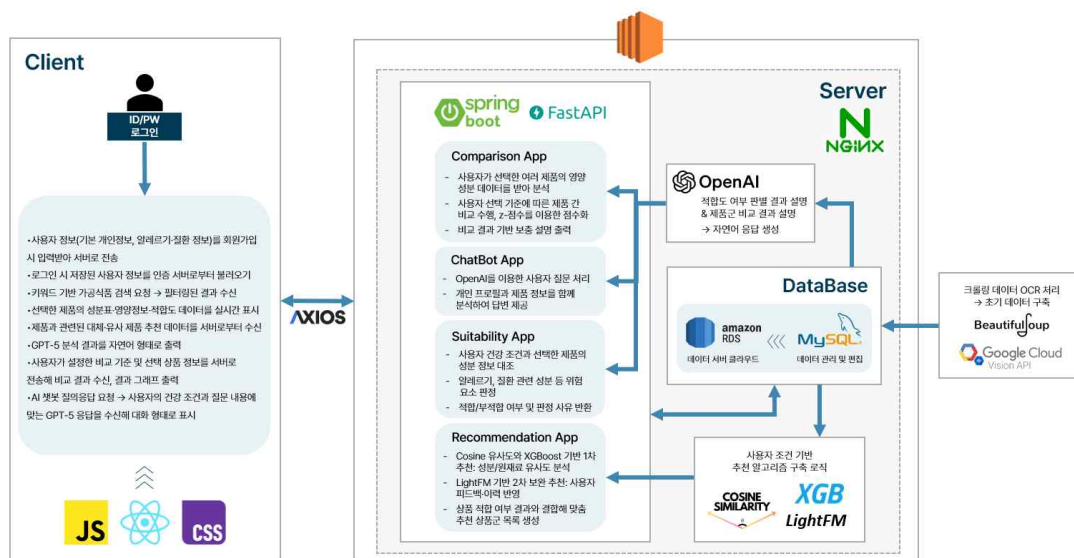 Client
ID/PW
로그인
•사용자 정보(기본 개인정보, 알레르기·질환 정보)를 회원가입
시 입력받아 서버로 전송
•로그인 시 저장된 사용자 정보를 인증 서버로부터 불러오기
•키워드 기반 가공식품 검색 요청 → 필터링된 결과 수신
•선택한 제품의 성분표·영양정보·적합도 데이터를 실시간 표시
•제품과 관련된 대체·유사 제품 추천 데이터를 서버로부터 수신
•GPT-5 분석 결과를 자연어 형태로 출력
•사용자가 설정한 비교 기준 및 선택 상품 정보를 서버로
전송해 비교 결과 수신, 결과 그래프 출력
•AI 챗봇 질의응답 요청 → 사용자의 건강 조건과 질문 내용에
맞는 GPT-5 응답을 수신해 대화 형태로 표시
JS
CSS
AXIOS
Server
NGINX
spring
boot
FastAPI
Comparison App
- 사용자가 선택한 여러 제품의 영양
성분 데이터를 받아 분석
- 사용자 선택 기준에 따른 제품 간
비교 수행, z-점수를 이용한 점수화
- 비교 결과 기반 보충 설명 출력
ChatBot App
- OpenAI를 이용한 사용자 질문 처리
- 개인 프로필과 제품 정보를 함께
분석하여 답변 제공
Suitability App
- 사용자 건강 조건과 선택한 제품의
성분 정보 대조
- 알레르기, 질환 관련 성분 등 위험
요소 판정
- 적합/부적합 여부 및 판정 사유 반환
Recommendation App
- Cosine 유사도와 XGBoost 기반 1차
추천: 성분/원재료 유사도 분석
- LightFM 기반 2차 보완 추천: 사용자
피드백·이력 반영
- 상품 적합 여부 결과와 결합해 맞춤
추천 상품군 목록 생성
OpenAI
적합도 여부 판별 결과 설명
& 제품군 비교 결과 설명
→ 자연어 응답 생성
DataBase
amazon
RDS
데이터 서버 클라우드
MySQL
데이터 관리 및 편집
사용자 조건 기반
추천 알고리즘 구축 로직
COSINE
SIMILARITY
XGB
LightFM
크롤링 데이터 OCR 처리
→ 초기 데이터 구축
BeautifulSoup
Google Cloud
Vision API